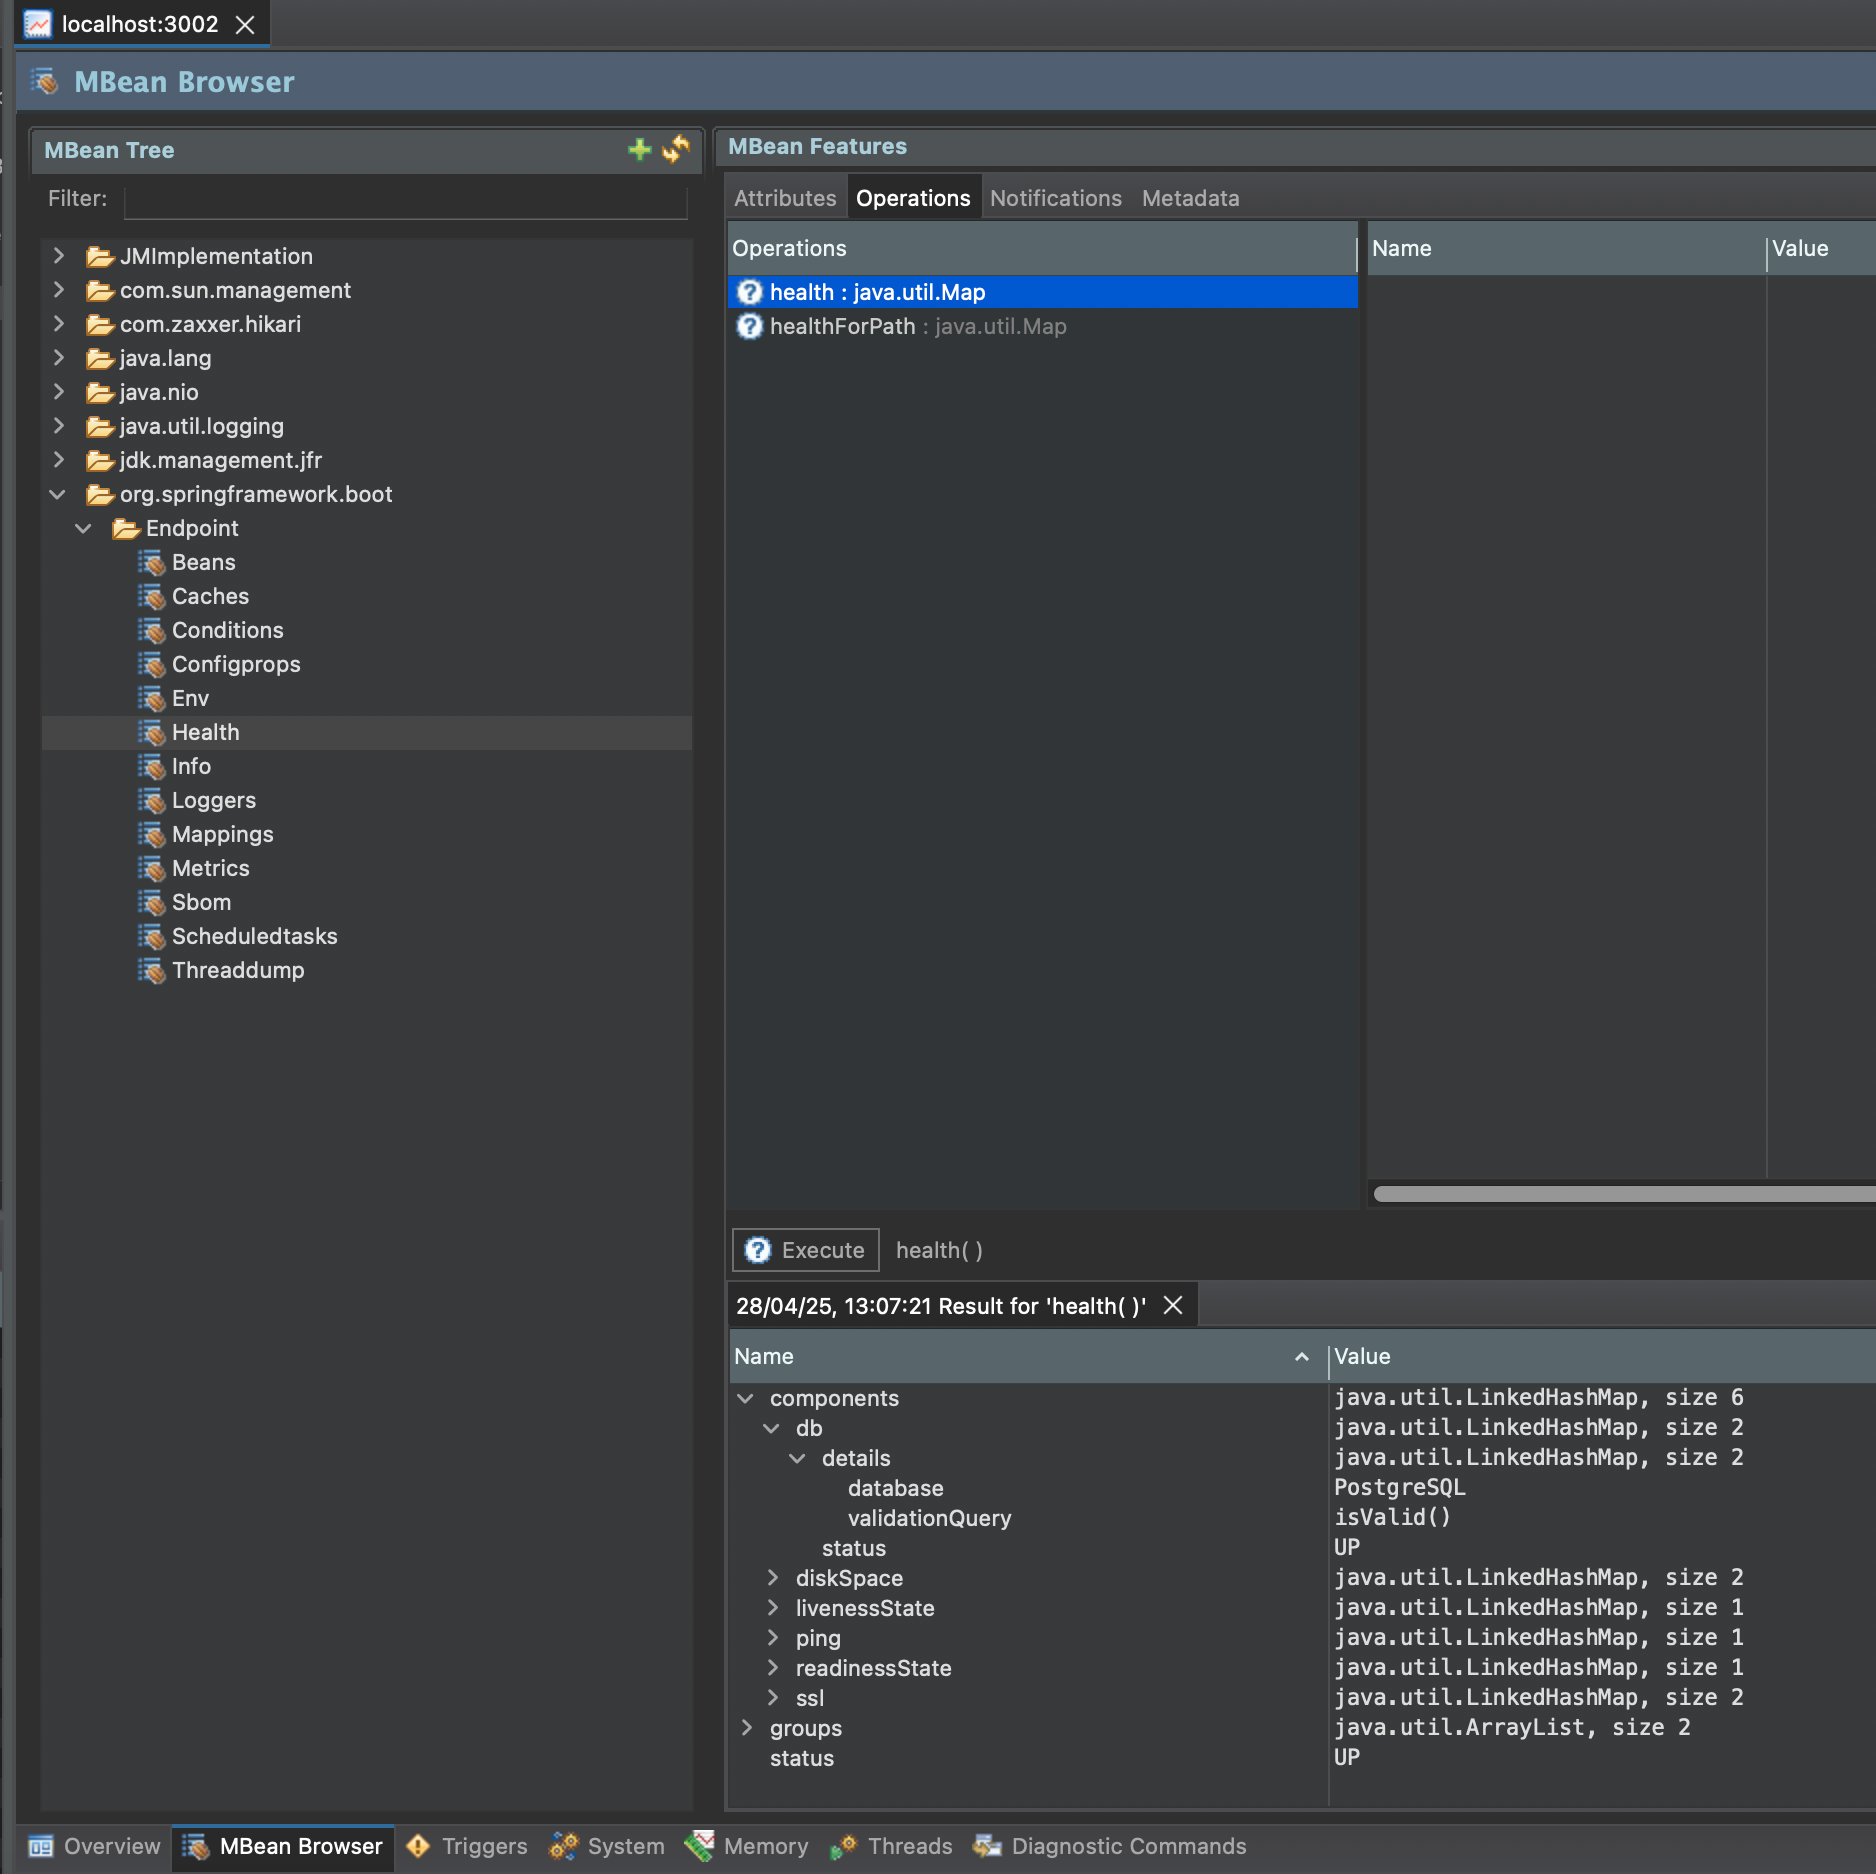 localhost:3002
MBean Browser
MBean Tree
Filter:
JMImplementation
com.sun.management
com.zaxxer.hikari
java.lang
java.nio
java.util.logging
jdk.management.jfr
org.springframework.boot
Endpoint
Beans
Caches
Conditions
Configprops
Env
Health
Info
Loggers
Mappings
Metrics
Sbom
Scheduledtasks
Threaddump
MBean Features
Attributes Operations Notifications Metadata
Operations
health : java.util.Map
healthForPath : java.util.Map
Name Value
Execute health( )
28/04/25, 13:07:21 Result for 'health( )'
Name Value
components java.util.LinkedHashMap, size 6
db java.util.LinkedHashMap, size 2
details java.util.LinkedHashMap, size 2
database PostgreSQL
validationQuery isValid()
status UP
diskSpace java.util.LinkedHashMap, size 2
livenessState java.util.LinkedHashMap, size 1
ping java.util.LinkedHashMap, size 1
readinessState java.util.LinkedHashMap, size 1
ssl java.util.LinkedHashMap, size 2
groups java.util.ArrayList, size 2
status UP
Overview MBean Browser Triggers System Memory Threads Diagnostic Commands